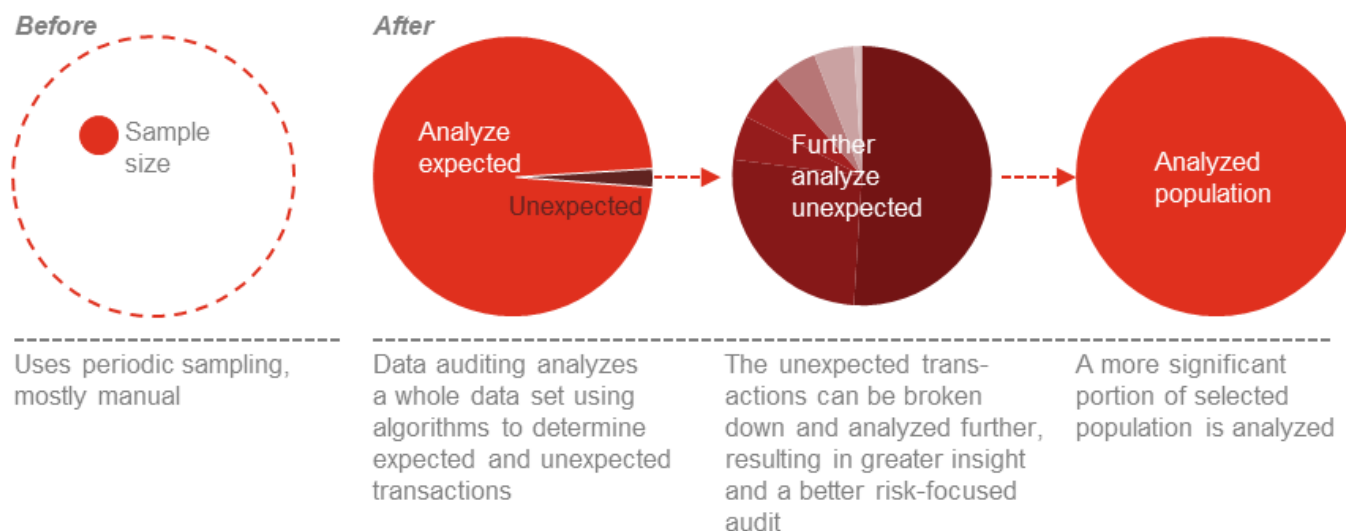 Before
Sample
size
Uses periodic sampling,
mostly manual
After
Analyze
expected
Unexpected
Data auditing analyzes
a whole data set using
algorithms to determine
expected and unexpected
transactions
Further
analyze
unexpected
The unexpected trans-
actions can be broken
down and analyzed further,
resulting in greater insight
and a better risk-focused
audit
Analyzed
population
A more significant
portion of selected
population is analyzed